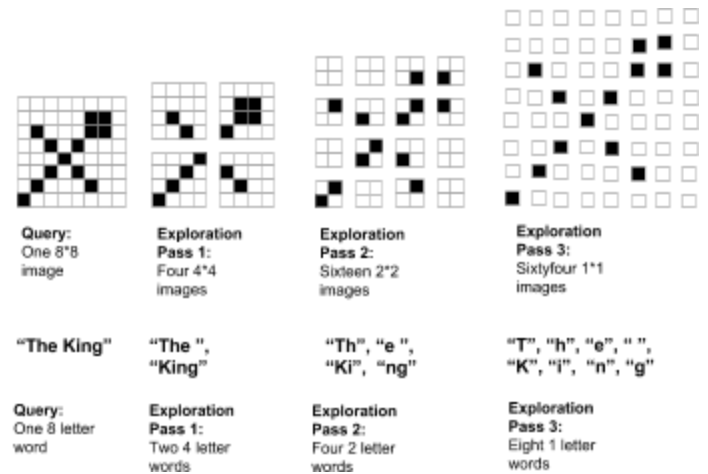 Query:
One 8*8
image
Exploration
Pass 1:
Four 4*4
images
Exploration
Pass 2:
Sixteen 2*2
images
Exploration
Pass 3:
Sixtyfour 1*1
images
“The King”
“The ”,
“King”
“Th”, “e ”,
“Ki”, “ng”
“T”, “h”, “e”, “ ”,
“K”, “i”, “n”, “g”
Query:
One 8 letter
word
Exploration
Pass 1:
Two 4 letter
words
Exploration
Pass 2:
Four 2 letter
words
Exploration
Pass 3:
Eight 1 letter
words